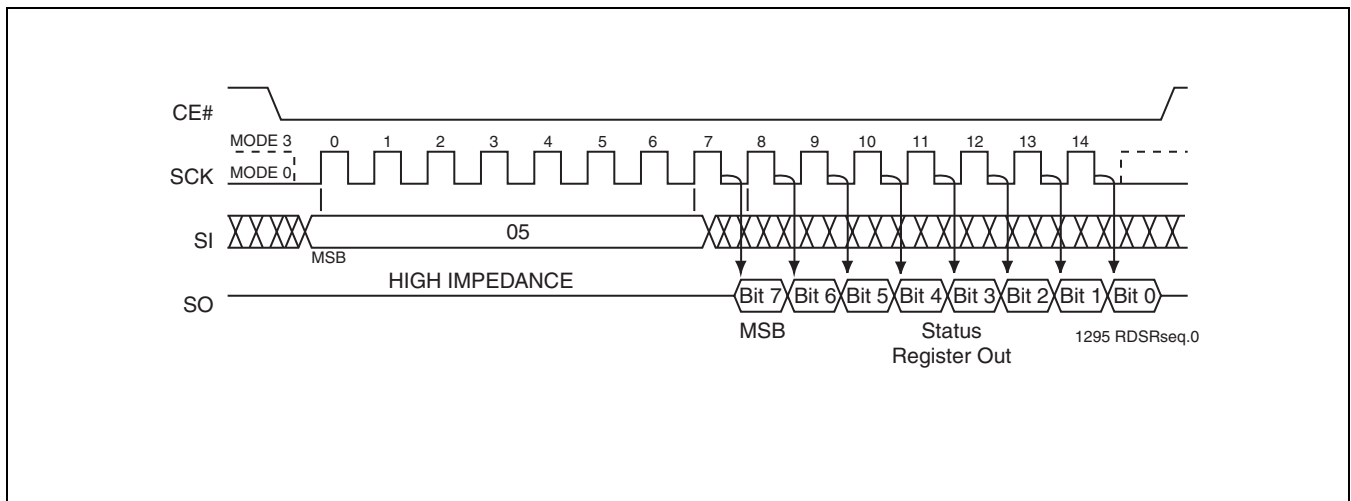 CE#
MODE 3 0 1 2 3 4 5 6 7 8 9 10 11 12 13 14
SCK MODE 0
SI 05
MSB
HIGH IMPEDANCE
SO Bit 7 Bit 6 Bit 5 Bit 4 Bit 3 Bit 2 Bit 1 Bit 0
MSB Status 1295 RDSRseq.0
Register Out